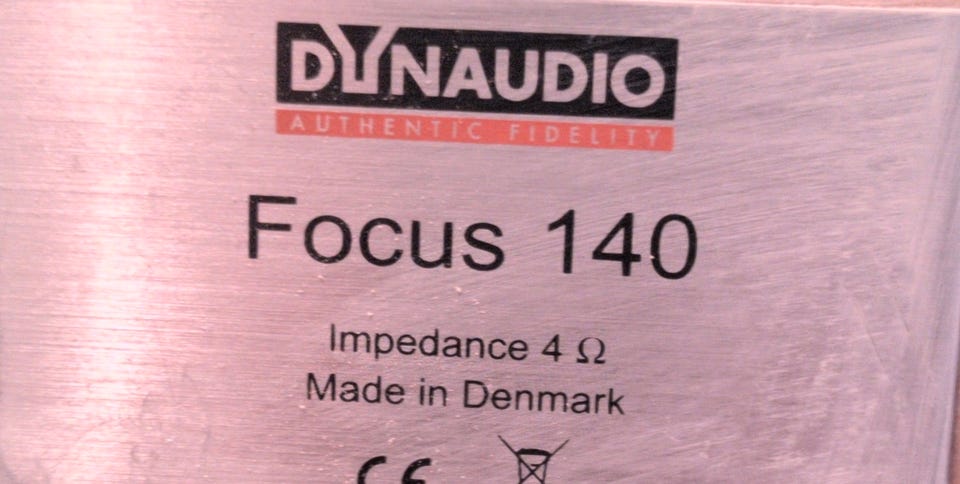 DYNAUDIO
AUTHENTIC FIDELITY
Focus 140
Impedance 4 Ω
Made in Denmark
CE